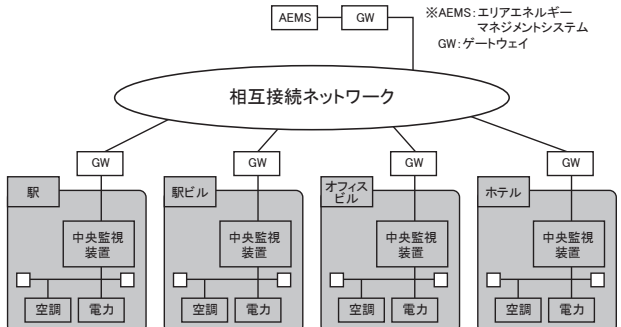 AEMS
GW
※AEMS：エリアエネルギー
マネジメントシステム
GW：ゲートウェイ
相互接続ネットワーク
GW
GW
GW
GW
駅
駅ビル
オフィス
ビル
ホテル
中央監視
装置
中央監視
装置
中央監視
装置
中央監視
装置
空調
電力
空調
電力
空調
電力
空調
電力